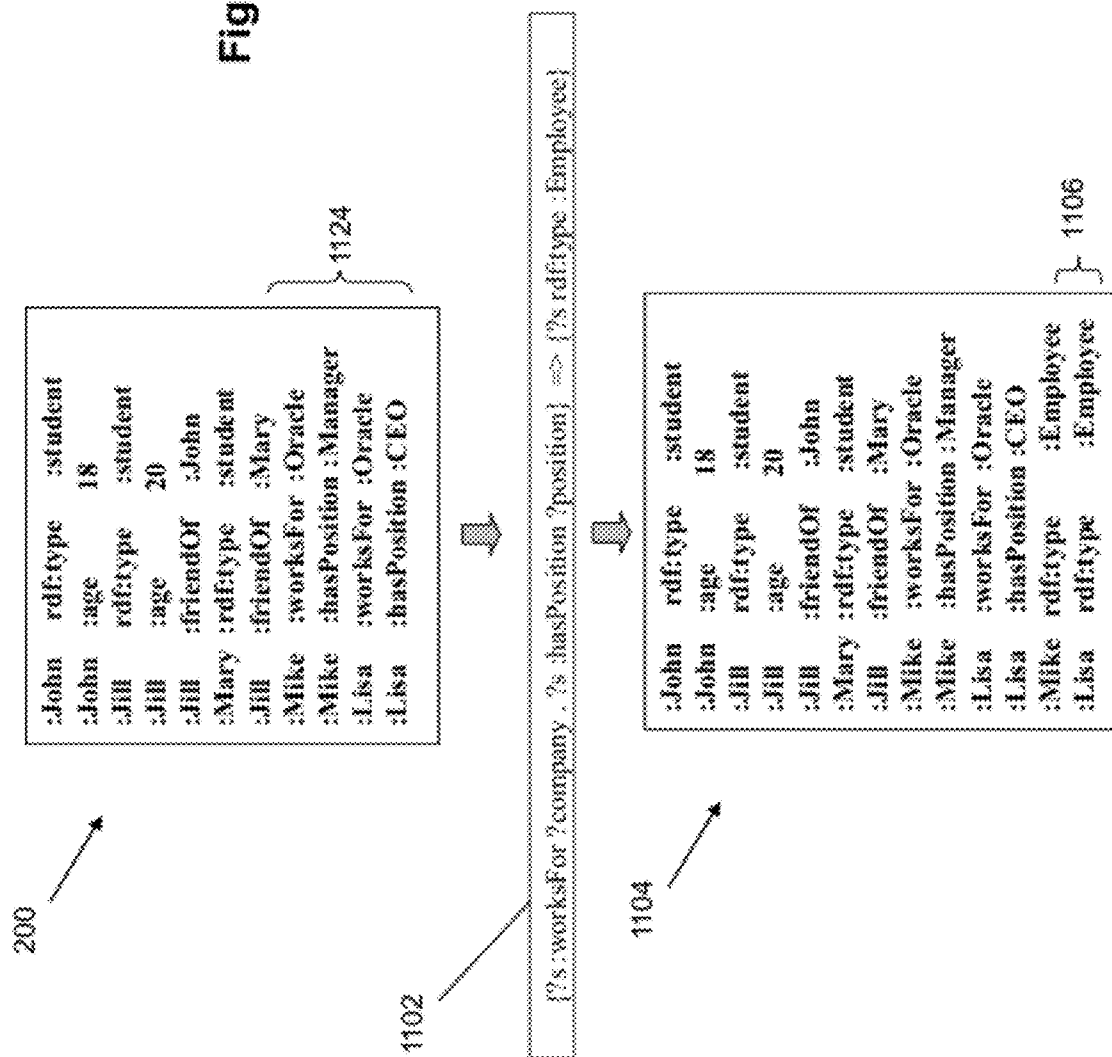 Fig
200
:John rdf:type :student
:John :age 18
:Jill rdf:type :student
:Jill :age 20
:Jill :friendOf :John
:Mary :rdf:type :student
:Jill :friendOf :Mary
:Mike :worksFor :Oracle
:Mike :hasPosition :Manager
:Lisa :worksFor :Oracle
:Lisa :hasPosition :CEO
1124
1102
{?s :worksFor ?company . ?s :hasPosition ?position} => {?s rdf:type :Employee}
1104
:John rdf:type :student
:John :age 18
:Jill rdf:type :student
:Jill :age 20
:Jill :friendOf :John
:Mary :rdf:type :student
:Jill :friendOf :Mary
:Mike :worksFor :Oracle
:Mike :hasPosition :Manager
:Lisa :worksFor :Oracle
:Lisa :hasPosition :CEO
:Mike rdf:type :Employee
:Lisa rdf:type :Employee
1106